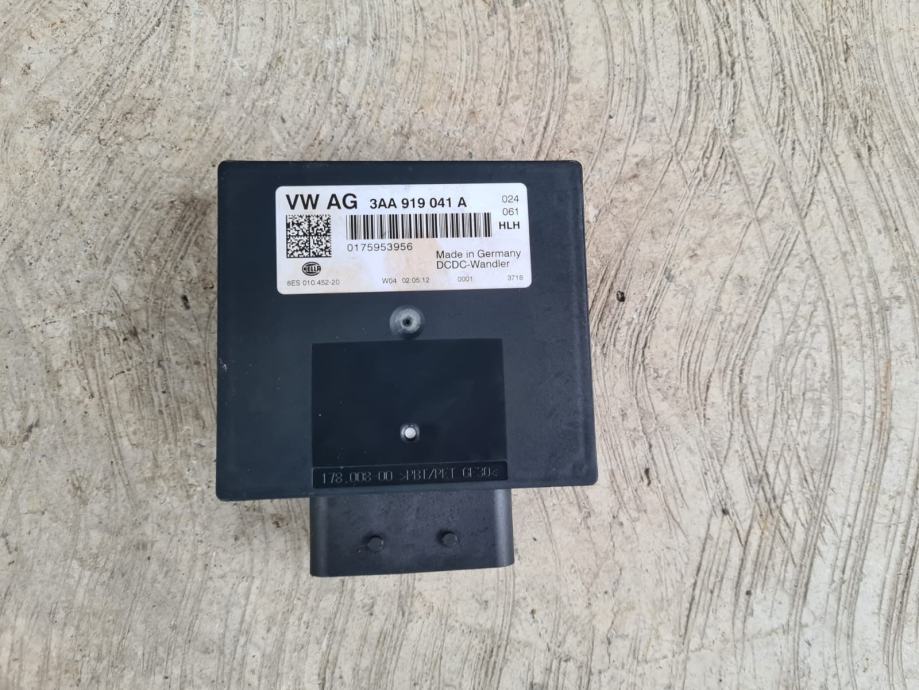 VW AG 3AA 919 041 A 024
061
HLH
0175953956
Made in Germany
DCDC-Wandler
HELLA
8ES 010.452-20 W04 02.05.12 0001 3718
178.008-00 >PBT/PET GF30<